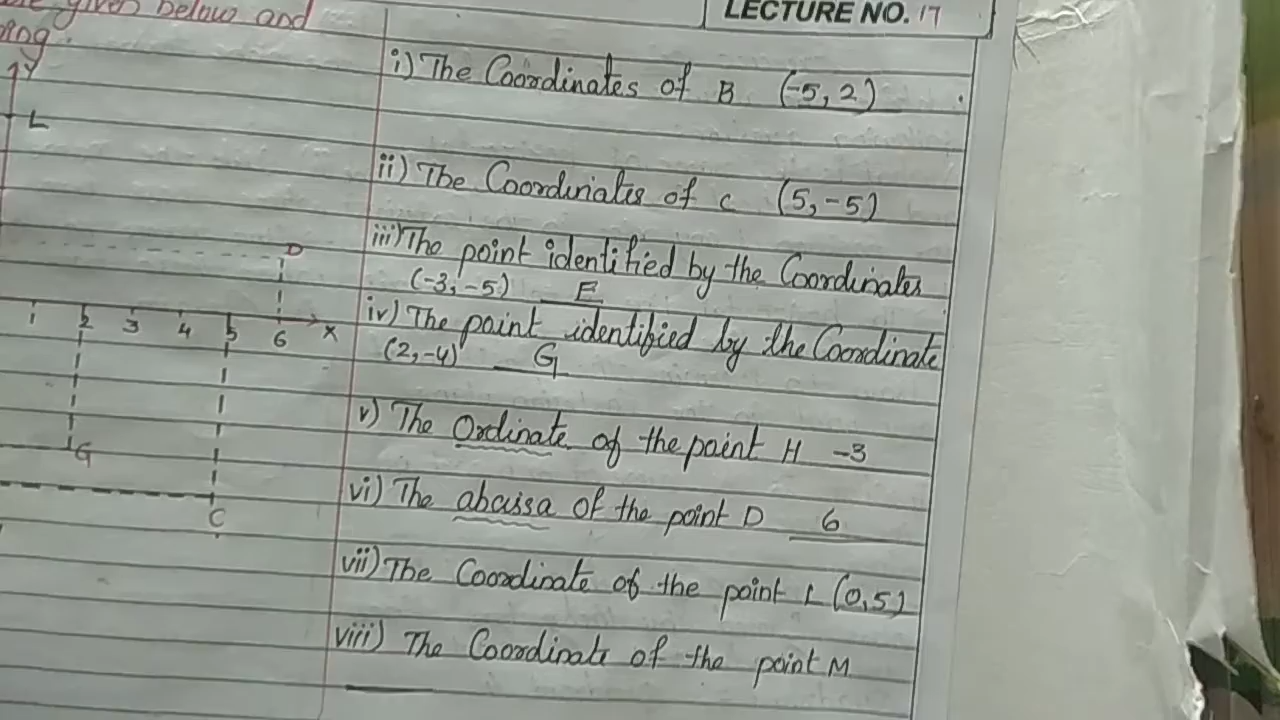 given below and
LECTURE NO. 17
Y
i) The Coordinates of B (-5, 2)
L
ii) The Coordinates of C (5, -5)
D
iii) The point identified by the Coordinates
(-3, -5) E
1 2 3 4 5 6 X
iv) The point identified by the Coordinate
(2, -4) G
v) The Ordinate of the point H -3
G
vi) The abcissa of the point D 6
C
vii) The Coordinate of the point L (0, 5)
viii) The Coordinate of the point M